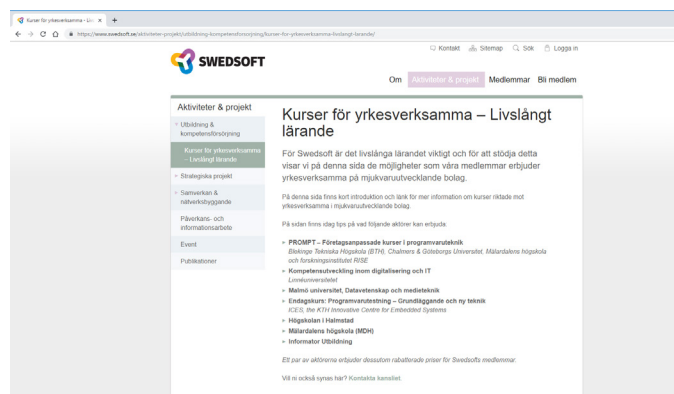 Kurser för yrkesverksamma - Liv
https://www.swedsoft.se/aktiviteter-projekt/utbildning-kompetensforsorjning/kurser-for-yrkesverksamma-livslangt-larande/
Kontakt Sitemap Sök Logga in
SWEDSOFT
Om Aktiviteter & projekt Medlemmar Bli medlem
Aktiviteter & projekt
Utbildning &
kompetensförsörjning
Kurser för yrkesverksamma
– Livslångt lärande
Strategiska projekt
Samverkan &
nätverksbyggande
Påverkans- och
informationsarbete
Event
Publikationer
Kurser för yrkesverksamma – Livslångt
lärande
För Swedsoft är det livslånga lärandet viktigt och för att stödja detta
visar vi på denna sida de möjligheter som våra medlemmar erbjuder
yrkesverksamma på mjukvaruutvecklande bolag.
På denna sida finns kort introduktion och länk för mer information om kurser riktade mot
yrkesverksamma i mjukvaruutvecklande bolag.
På sidan finns idag tips på vad följande aktörer kan erbjuda:
PROMPT – Företagsanpassade kurser i programvaruteknik
Blekinge Tekniska Högskola (BTH), Chalmers & Göteborgs Universitet, Mälardalens högskola
och forskningsinstitutet RISE
Kompetensutveckling inom digitalisering och IT
Linnéuniversitetet
Malmö universitet, Datavetenskap och medieteknik
Endagskurs: Programvarutestning – Grundläggande och ny teknik
ICES, the KTH Innovative Centre for Embedded Systems
Högskolan i Halmstad
Mälardalens högskola (MDH)
Informator Utbildning
Ett par av aktörerna erbjuder dessutom rabatterade priser för Swedsofts medlemmar.
Vill ni också synas här? Kontakta kansliet.